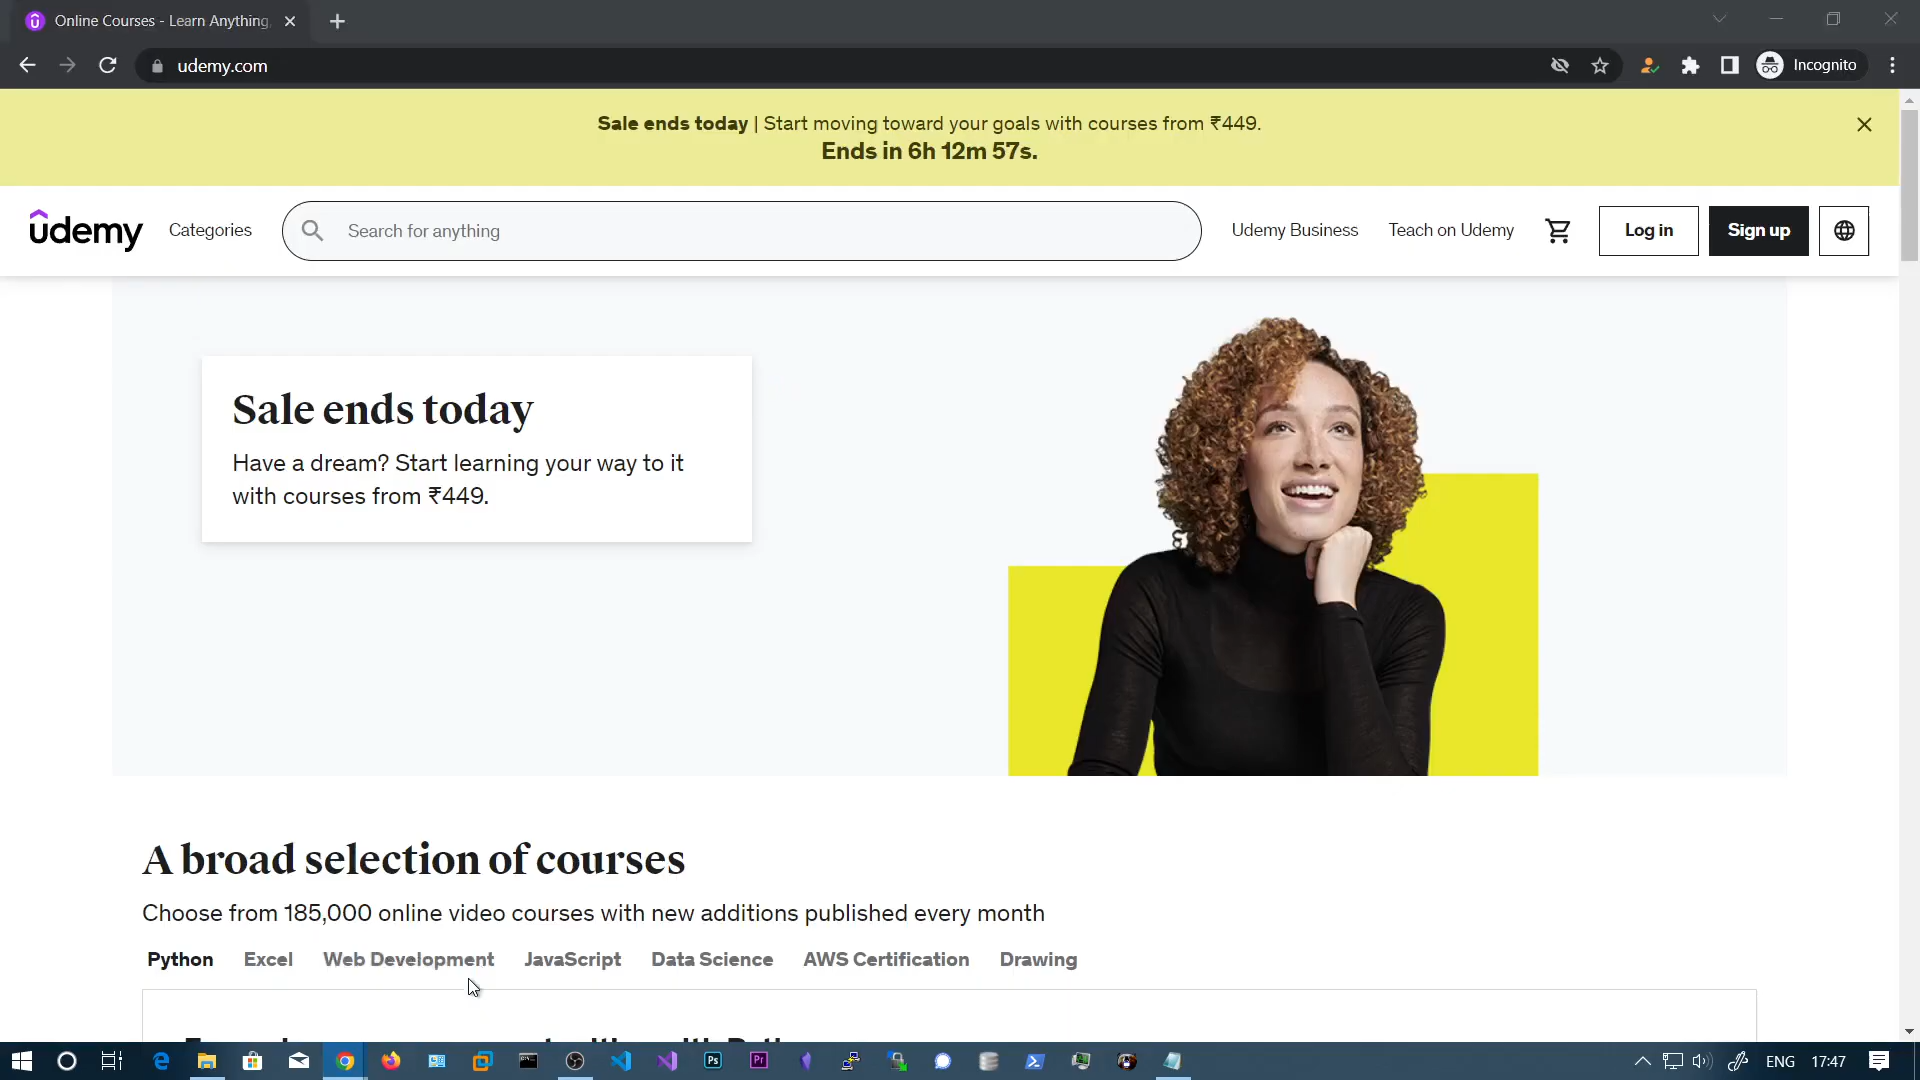 Online Courses - Learn Anything,
udemy.com
Incognito
Sale ends today | Start moving toward your goals with courses from ₹449.
Ends in 6h 12m 57s.
udemy
Categories
Search for anything
Udemy Business
Teach on Udemy
Log in
Sign up
Sale ends today
Have a dream? Start learning your way to it
with courses from ₹449.
A broad selection of courses
Choose from 185,000 online video courses with new additions published every month
Python Excel Web Development JavaScript Data Science AWS Certification Drawing
Ps
Pr
ENG
17:47